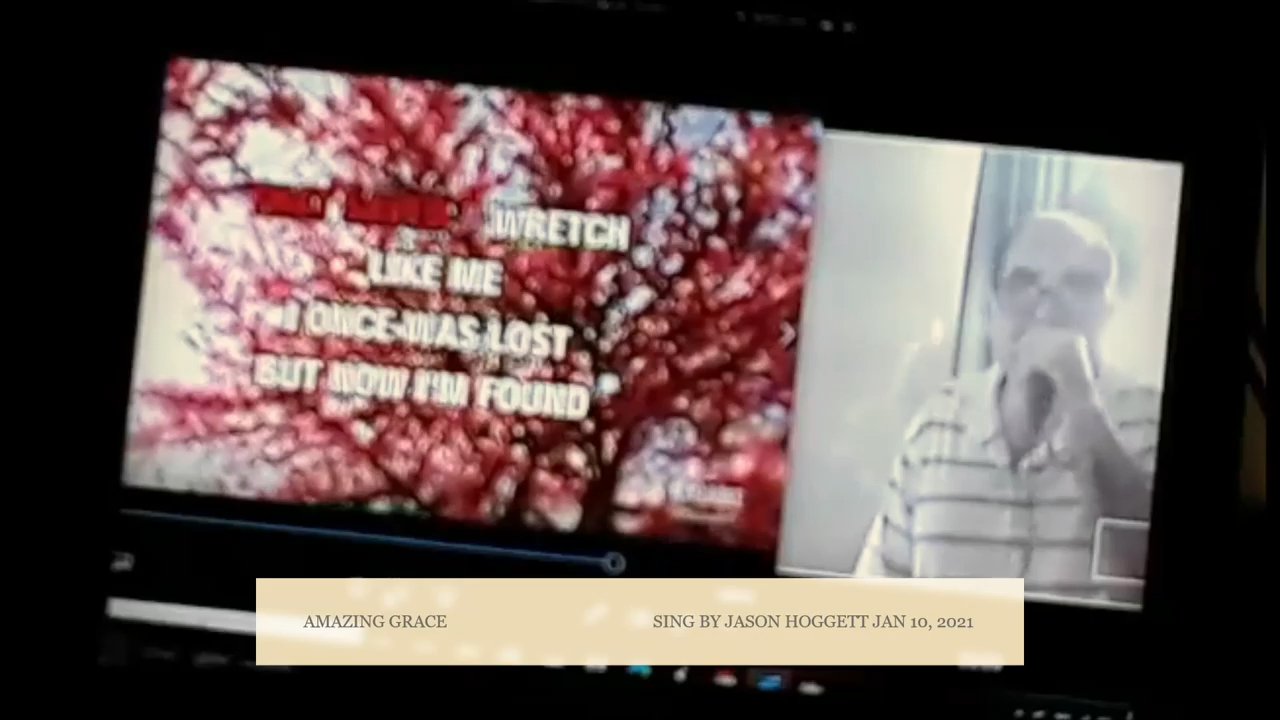 WRETCH
LIKE ME
I ONCE WAS LOST
BUT NOW I'M FOUND
AMAZING GRACE
SING BY JASON HOGGETT JAN 10, 2021